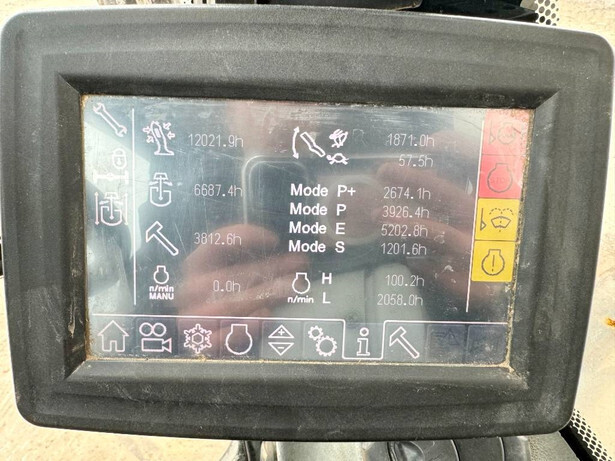 12021.9h 1871.0h
57.5h
6687.4h Mode P+ 2674.1h
Mode P 3926.4h
3812.6h Mode E 5202.8h
Mode S 1201.6h
n/min MANU 0.0h H 100.2h
n/min L 2058.0h